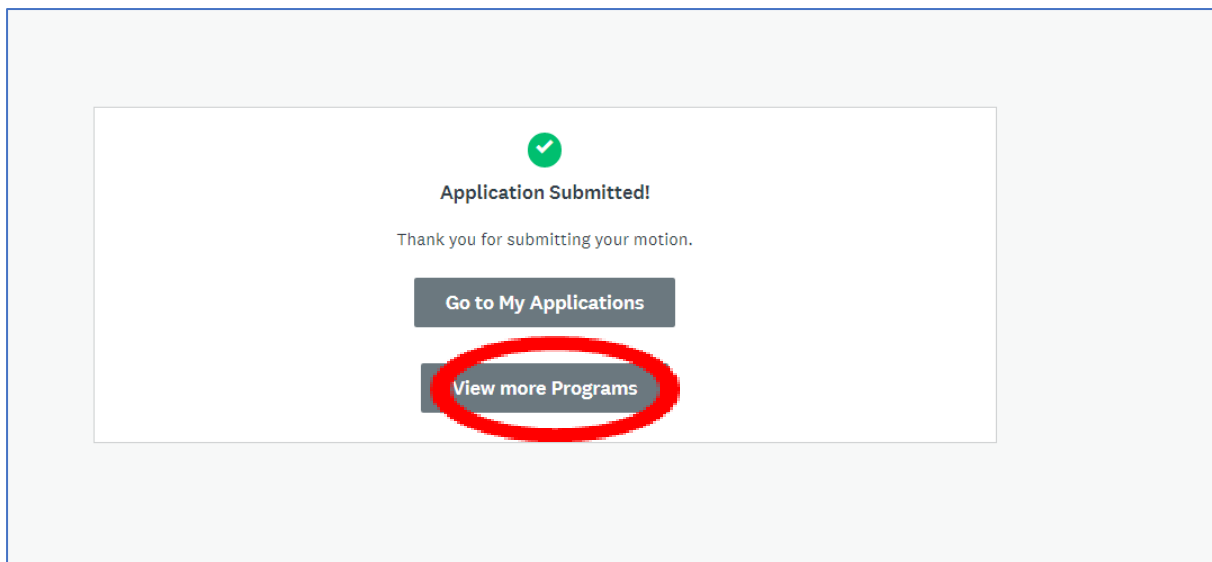 Application Submitted!
Thank you for submitting your motion.
Go to My Applications
View more Programs